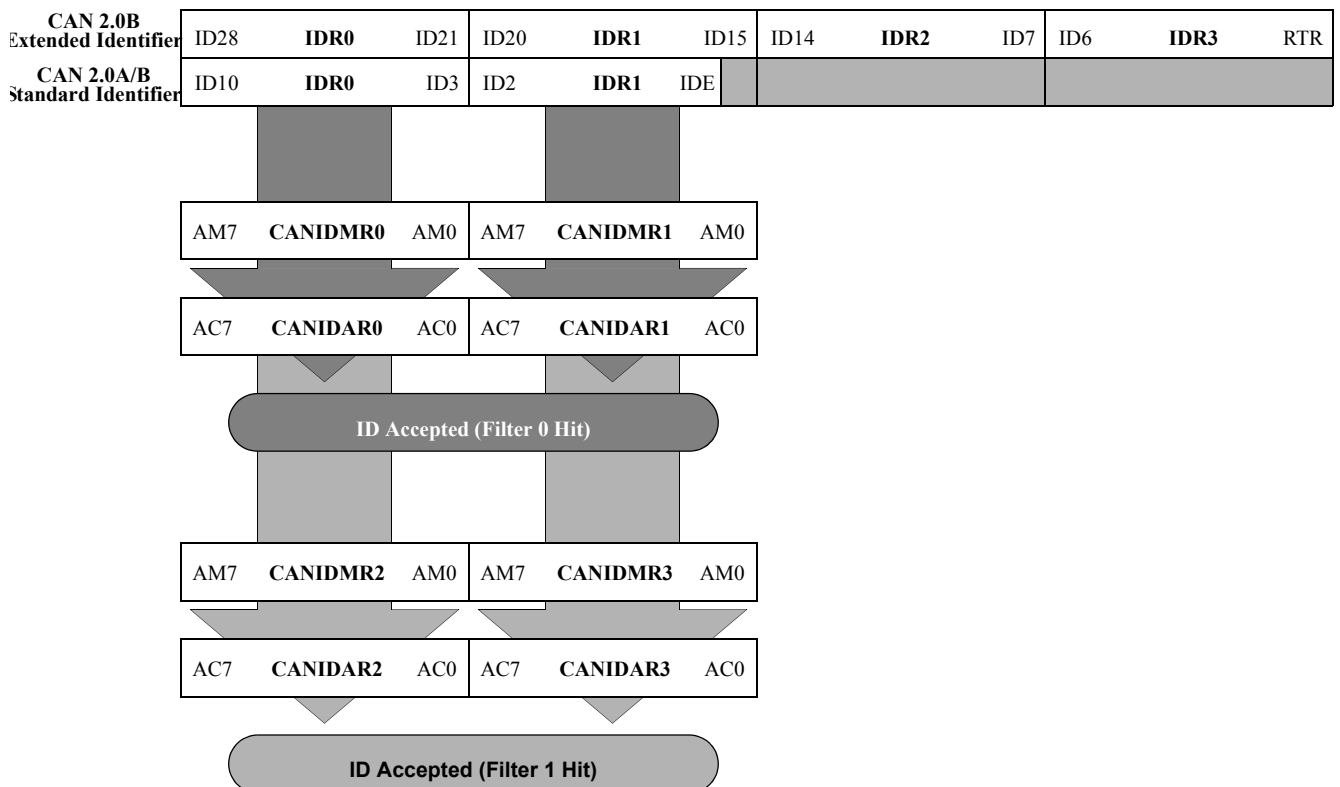 CAN 2.0B
Extended Identifier ID28 IDR0 ID21 ID20 IDR1 ID15 ID14 IDR2 ID7 ID6 IDR3 RTR
CAN 2.0A/B
Standard Identifier ID10 IDR0 ID3 ID2 IDR1 IDE
AM7 CANIDMR0 AM0 AM7 CANIDMR1 AM0
AC7 CANIDAR0 AC0 AC7 CANIDAR1 AC0
ID Accepted (Filter 0 Hit)
AM7 CANIDMR2 AM0 AM7 CANIDMR3 AM0
AC7 CANIDAR2 AC0 AC7 CANIDAR3 AC0
ID Accepted (Filter 1 Hit)